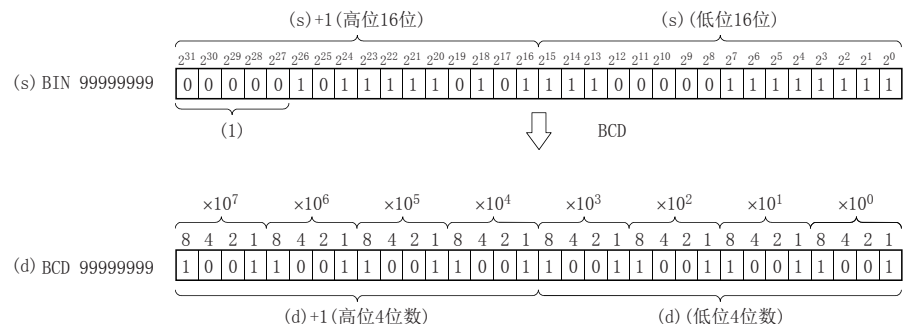 (s)+1(高位16位) (s)(低位16位)
2³¹ 2³⁰ 2²⁹ 2²⁸ 2²⁷ 2²⁶ 2²⁵ 2²⁴ 2²³ 2²² 2²¹ 2²⁰ 2¹⁹ 2¹⁸ 2¹⁷ 2¹⁶ 2¹⁵ 2¹⁴ 2¹³ 2¹² 2¹¹ 2¹⁰ 2⁹ 2⁸ 2⁷ 2⁶ 2⁵ 2⁴ 2³ 2² 2¹ 2⁰
(s) BIN 99999999 0 0 0 0 0 1 0 1 1 1 1 1 0 1 0 1 1 1 1 0 0 0 0 0 1 1 1 1 1 1 1 1
(1) BCD
×10⁷ ×10⁶ ×10⁵ ×10⁴ ×10³ ×10² ×10¹ ×10⁰
8 4 2 1 8 4 2 1 8 4 2 1 8 4 2 1 8 4 2 1 8 4 2 1 8 4 2 1 8 4 2 1
(d) BCD 99999999 1 0 0 1 1 0 0 1 1 0 0 1 1 0 0 1 1 0 0 1 1 0 0 1 1 0 0 1 1 0 0 1
(d)+1(高位4位数) (d)(低位4位数)